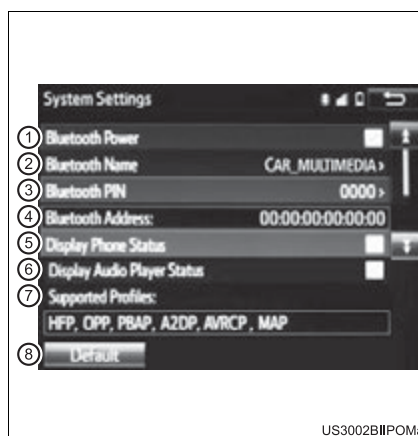 System Settings
① Bluetooth Power
② Bluetooth Name CAR_MULTIMEDIA ›
③ Bluetooth PIN 0000 ›
④ Bluetooth Address: 00:00:00:00:00:00
⑤ Display Phone Status
⑥ Display Audio Player Status
⑦ Supported Profiles:
HFP, OPP, PBAP, A2DP, AVRCP , MAP
⑧ Default